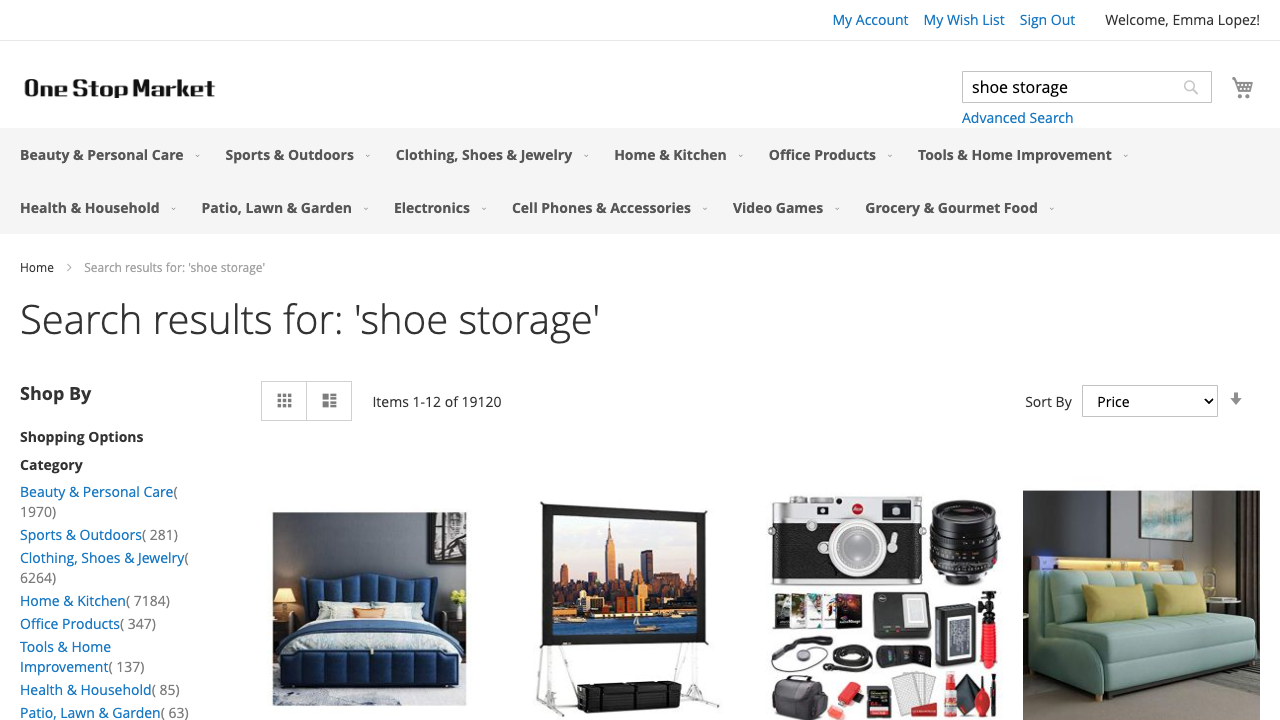 My Account My Wish List Sign Out Welcome, Emma Lopez!
One Stop Market
shoe storage
Advanced Search
Beauty & Personal Care Sports & Outdoors Clothing, Shoes & Jewelry Home & Kitchen Office Products Tools & Home Improvement
Health & Household Patio, Lawn & Garden Electronics Cell Phones & Accessories Video Games Grocery & Gourmet Food
Home Search results for: 'shoe storage'
Search results for: 'shoe storage'
Shop By
Items 1-12 of 19120
Sort By Price
Shopping Options
Category
Beauty & Personal Care( 1970)
Sports & Outdoors( 281)
Clothing, Shoes & Jewelry( 6264)
Home & Kitchen( 7184)
Office Products( 347)
Tools & Home
Improvement( 137)
Health & Household( 85)
Patio, Lawn & Garden( 63)